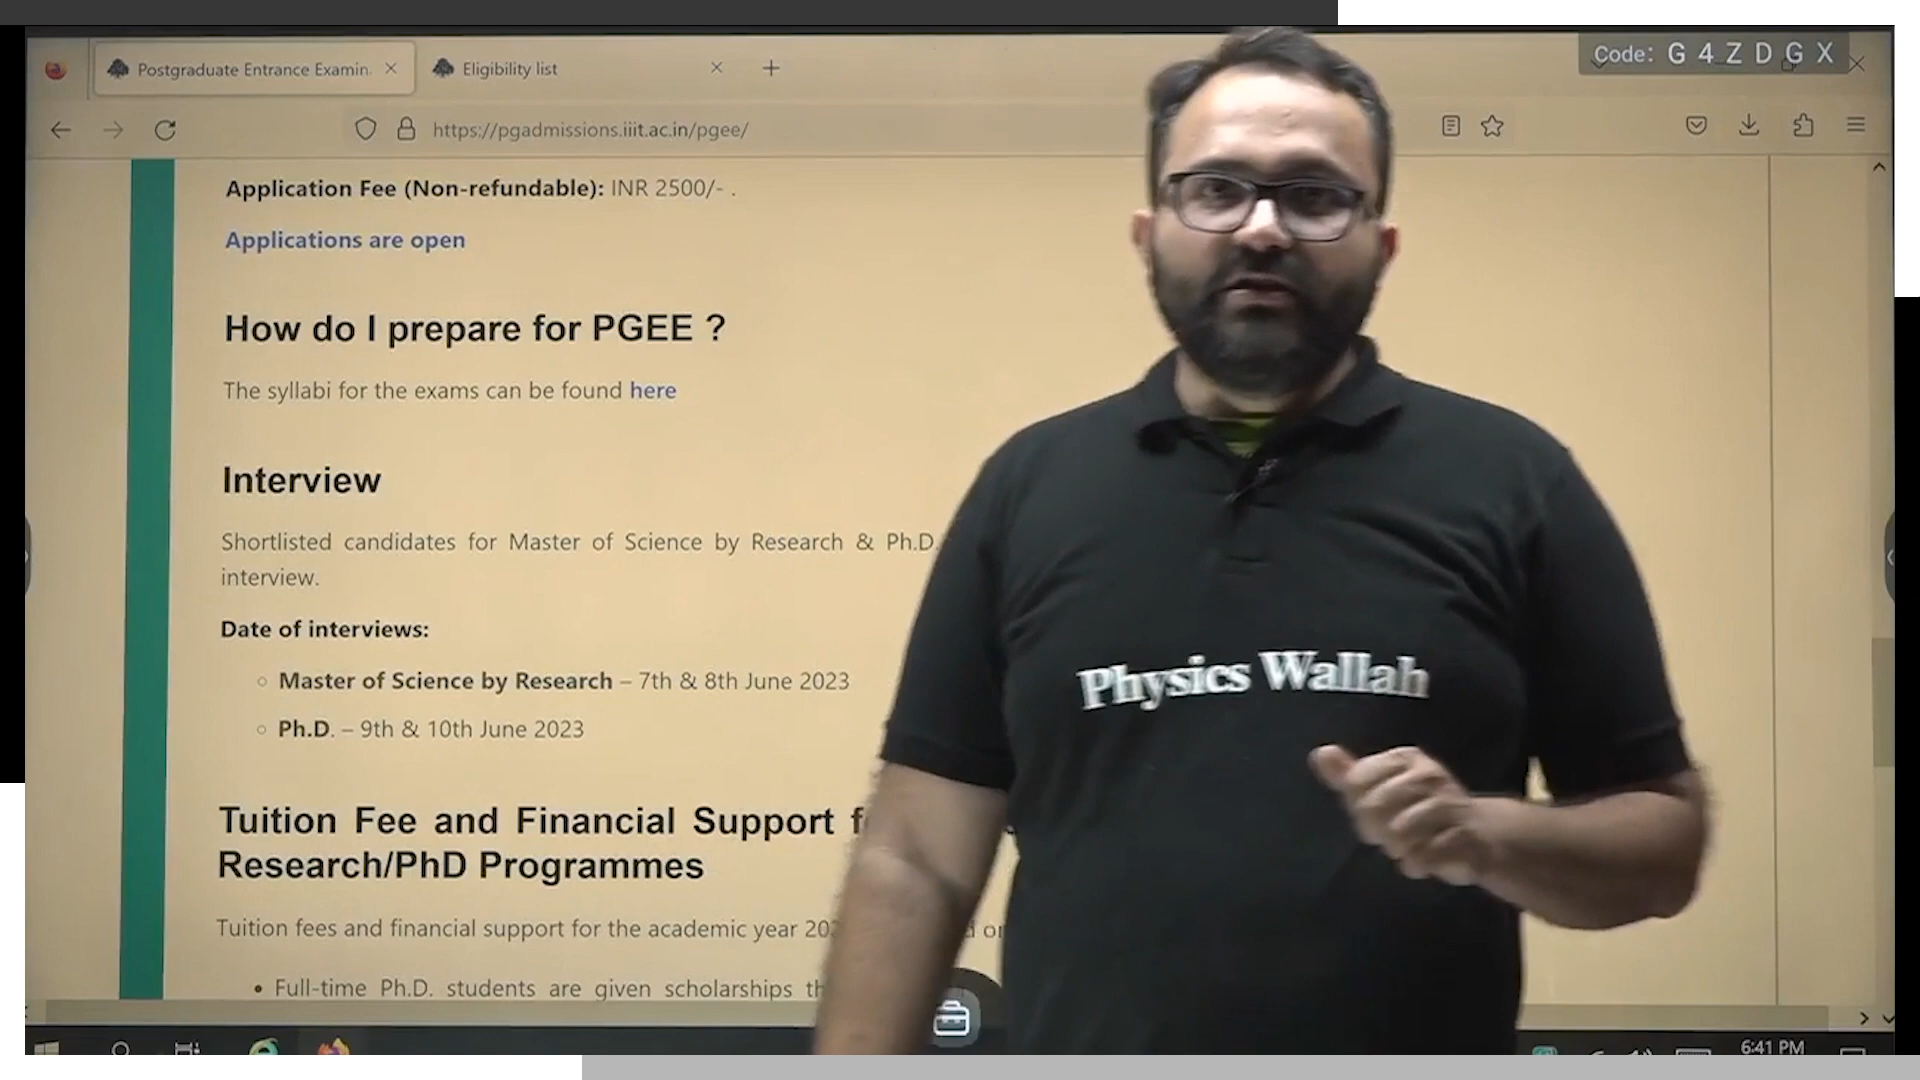 Postgraduate Entrance Examin
Eligibility list
Code: G4ZDGX
https://pgadmissions.iiit.ac.in/pgee/
Application Fee (Non-refundable): INR 2500/- .
Applications are open
How do I prepare for PGEE ?
The syllabi for the exams can be found here
Interview
Shortlisted candidates for Master of Science by Research & Ph.D.
interview.
Date of interviews:
Master of Science by Research – 7th & 8th June 2023
Ph.D. – 9th & 10th June 2023
Tuition Fee and Financial Support
Research/PhD Programmes
Tuition fees and financial support for the academic year
Full-time Ph.D. students are given scholarships
Physics Wallah
6:41 PM